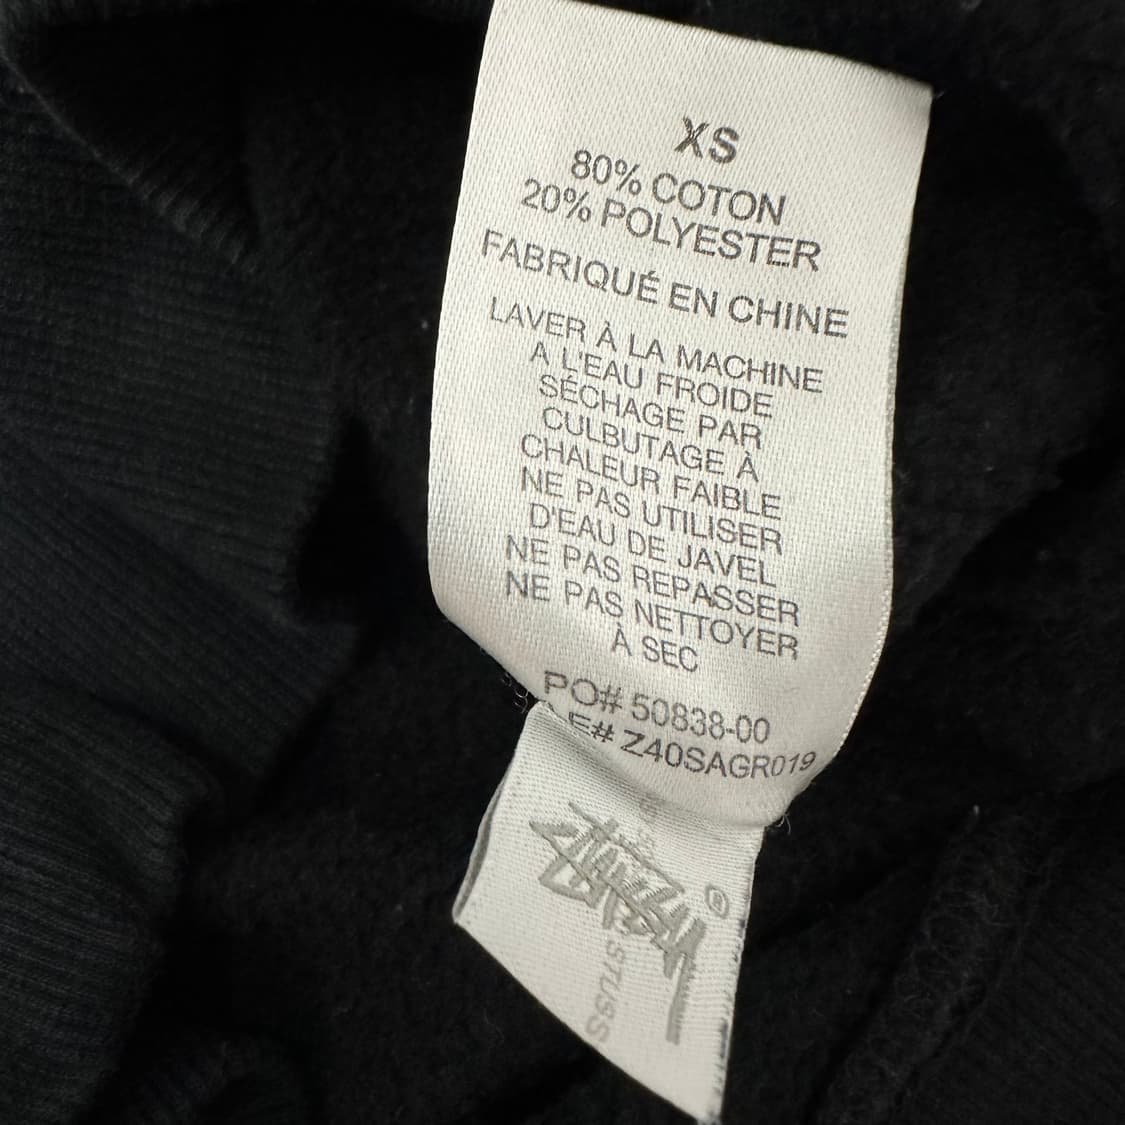 XS
80% COTON
20% POLYESTER
FABRIQUÉ EN CHINE
LAVER À LA MACHINE
A L'EAU FROIDE
SÉCHAGE PAR
CULBUTAGE À
CHALEUR FAIBLE
NE PAS UTILISER
D'EAU DE JAVEL
NE PAS REPASSER
NE PAS NETTOYER
À SEC
PO# 50838-00
E# Z40SAGR019
®
STUSS